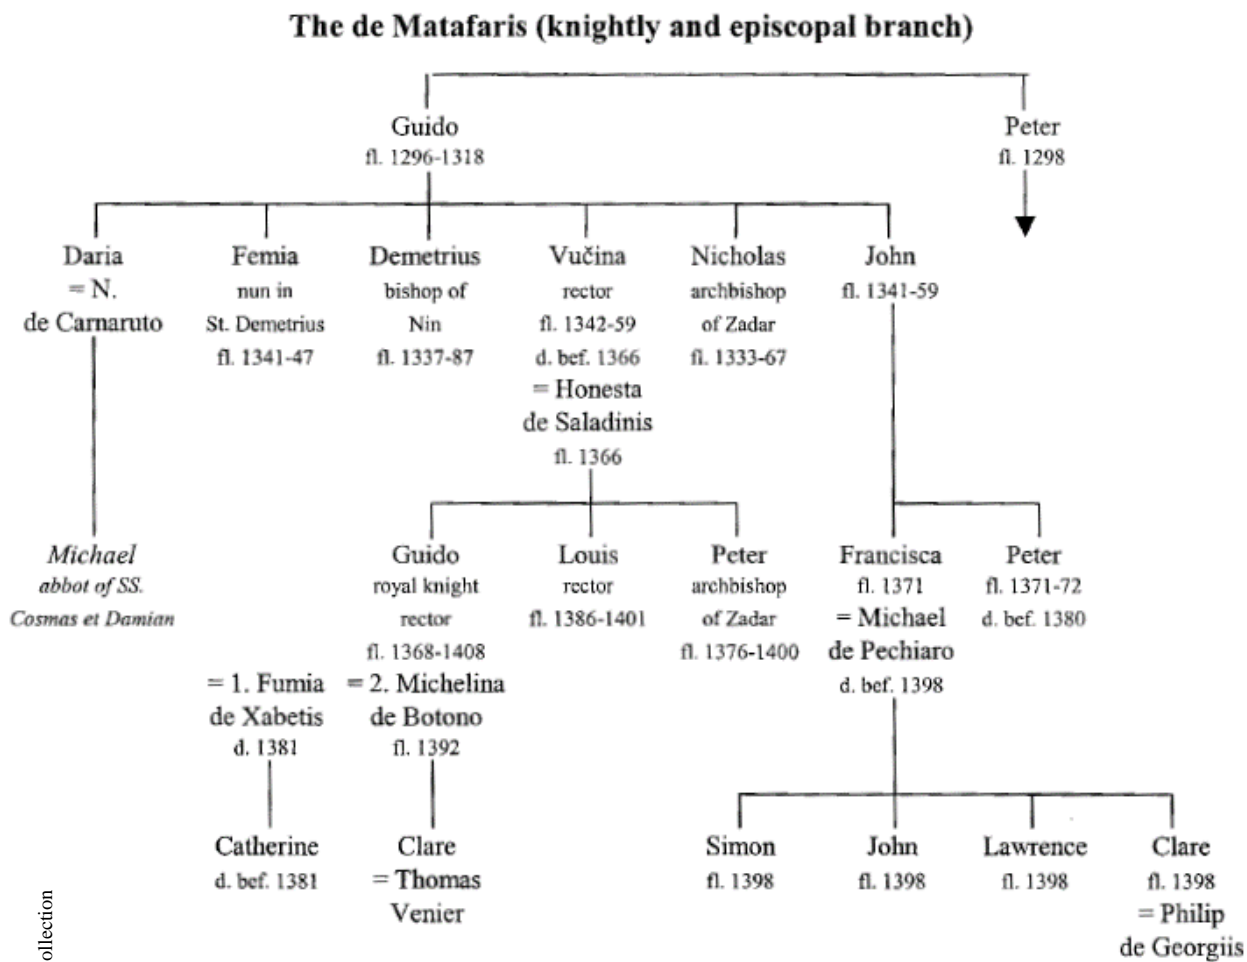 The de Matafaris (knightly and episcopal branch)
Guido
fl. 1296-1318
Peter
fl. 1298
Daria
= N.
de Carnaruto
Femia
nun in
St. Demetrius
fl. 1341-47
Demetrius
bishop of
Nin
fl. 1337-87
Vučina
rector
fl. 1342-59
d. bef. 1366
= Honesta
de Saladinis
fl. 1366
Nicholas
archbishop
of Zadar
fl. 1333-67
John
fl. 1341-59
Michael
abbot of SS.
Cosmas et Damian
Guido
royal knight
rector
fl. 1368-1408
= 1. Fumia
de Xabetis
d. 1381
= 2. Michelina
de Botono
fl. 1392
Louis
rector
fl. 1386-1401
Peter
archbishop
of Zadar
fl. 1376-1400
Francisca
fl. 1371
= Michael
de Pechiaro
d. bef. 1398
Peter
fl. 1371-72
d. bef. 1380
Catherine
d. bef. 1381
Clare
= Thomas
Venier
Simon
fl. 1398
John
fl. 1398
Lawrence
fl. 1398
Clare
fl. 1398
= Philip
de Georgiis
ollection